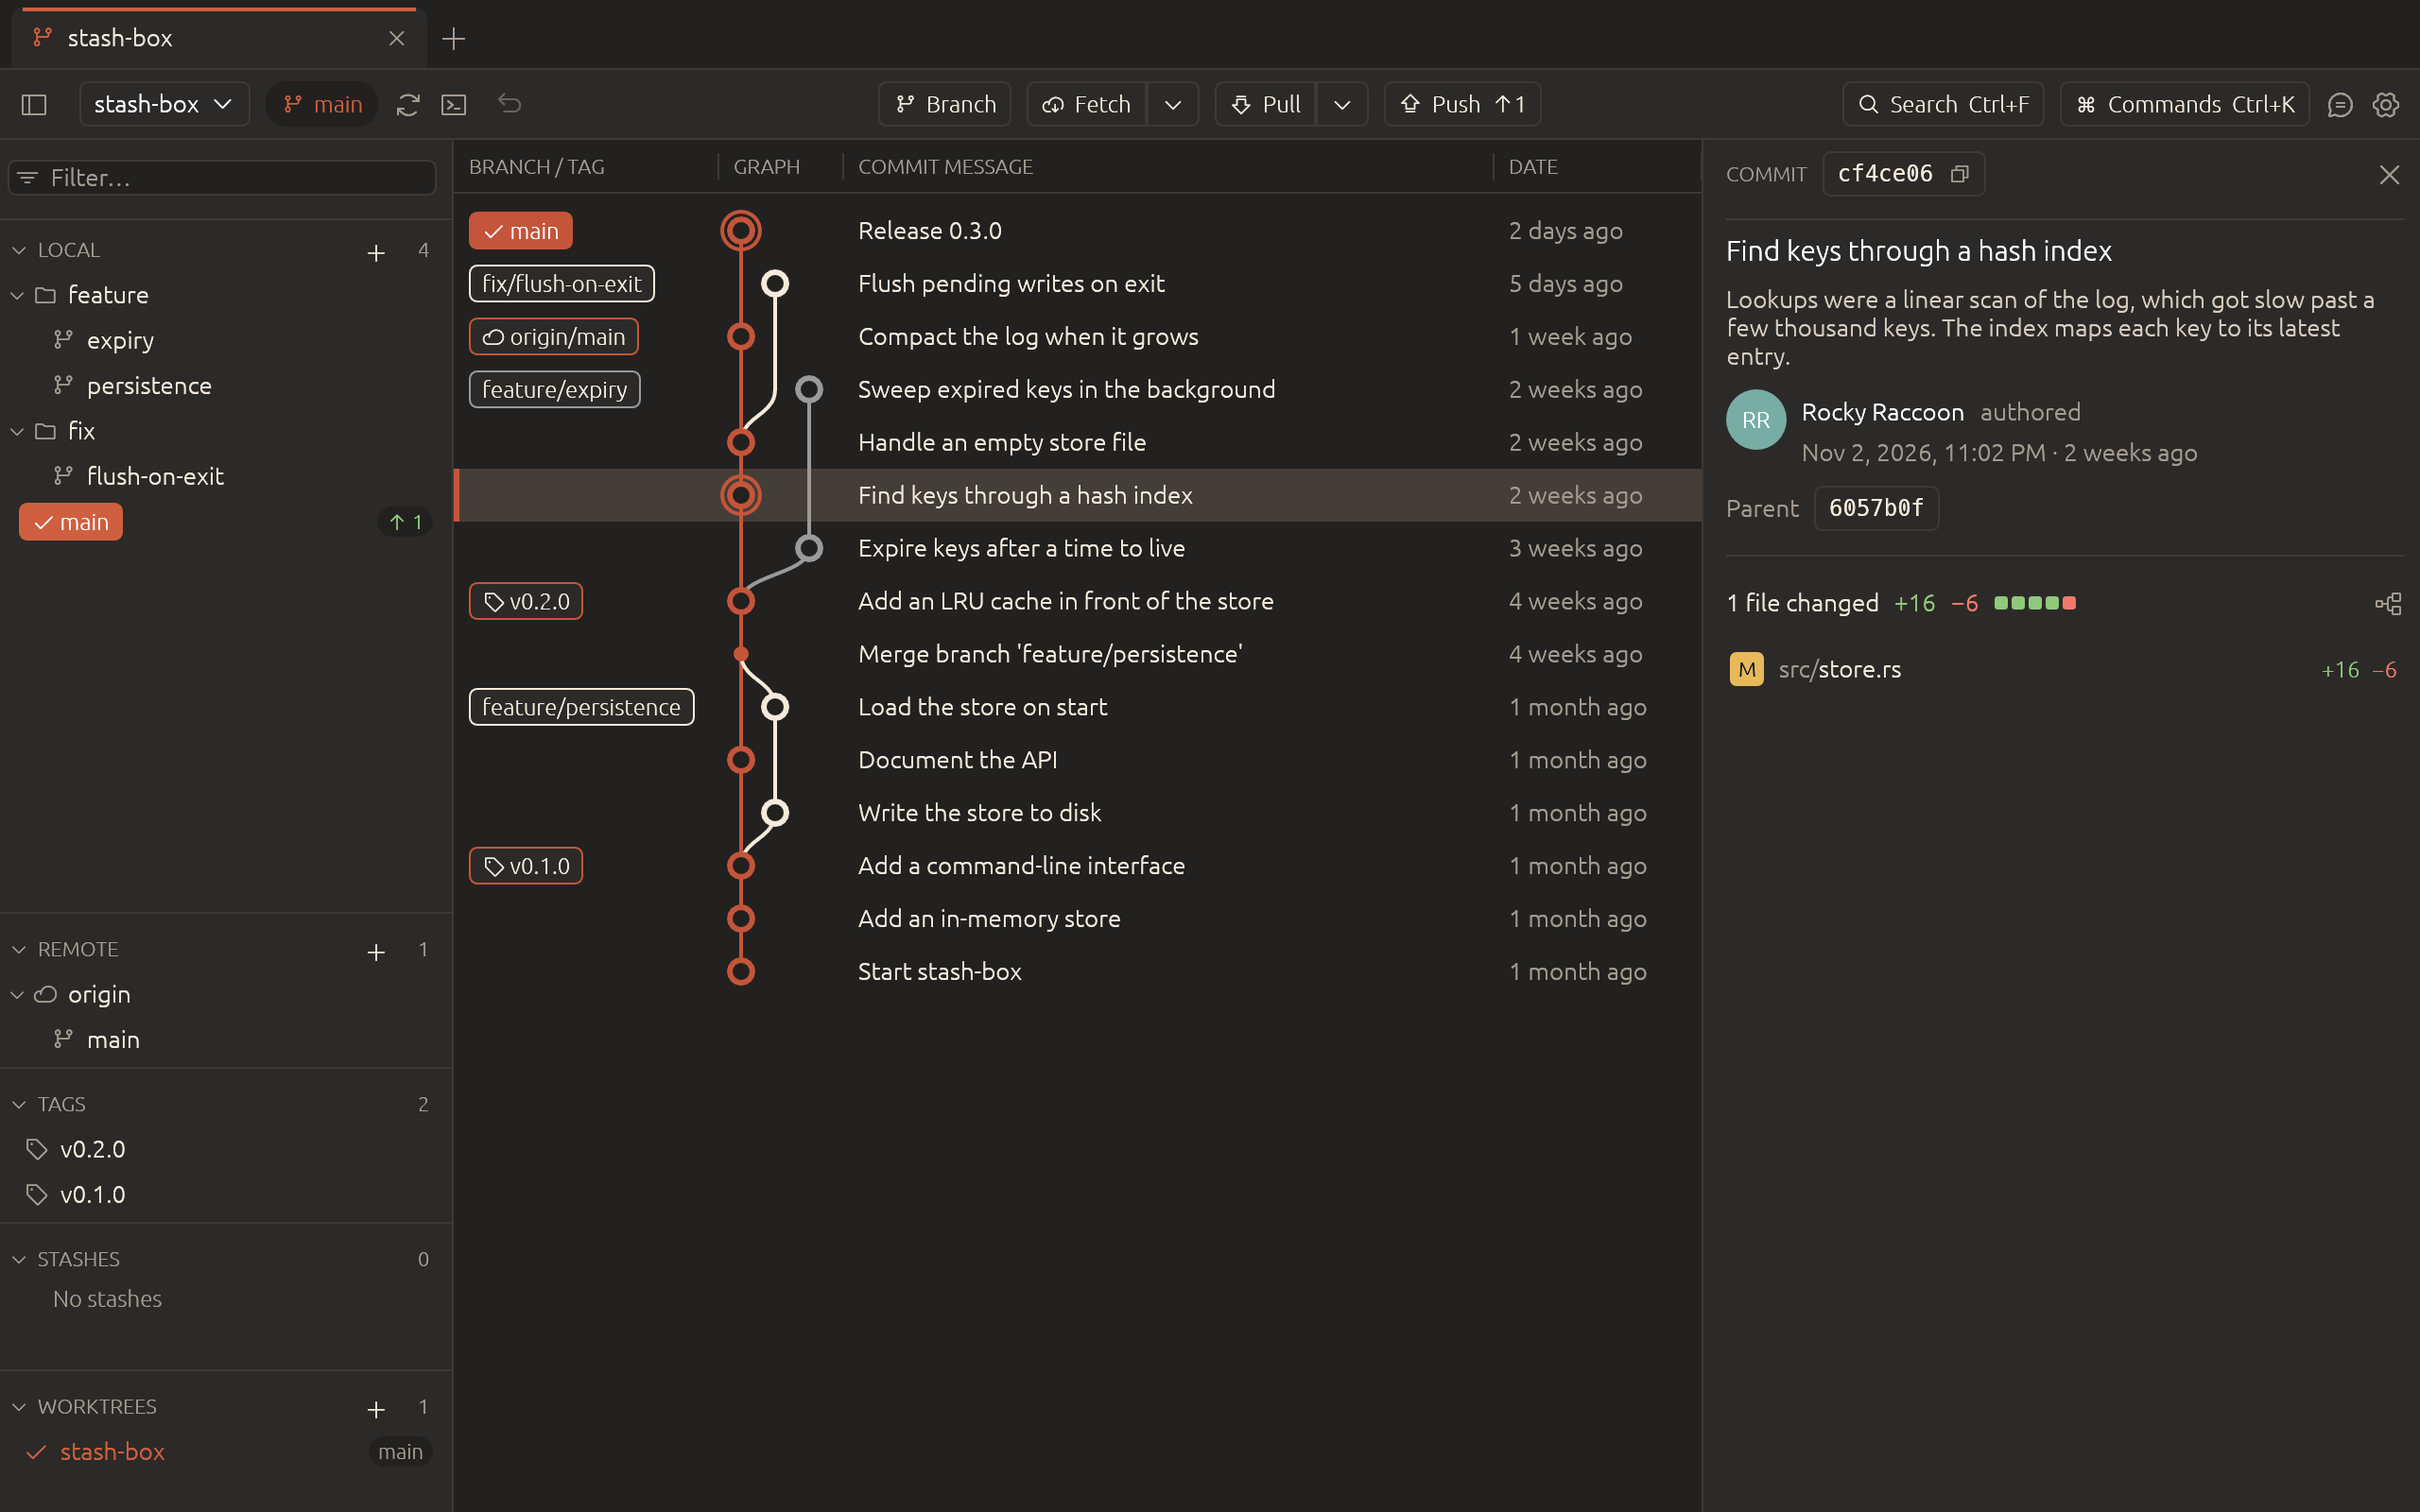 stash-box
stash-box
main
Branch
Fetch
Pull
Push ↑1
Search Ctrl+F
⌘ Commands Ctrl+K
Filter…
LOCAL 4
feature
expiry
persistence
fix
flush-on-exit
main ↑ 1
REMOTE 1
origin
main
TAGS 2
v0.2.0
v0.1.0
STASHES 0
No stashes
WORKTREES 1
stash-box main
BRANCH / TAG GRAPH COMMIT MESSAGE DATE
main Release 0.3.0 2 days ago
fix/flush-on-exit Flush pending writes on exit 5 days ago
origin/main Compact the log when it grows 1 week ago
feature/expiry Sweep expired keys in the background 2 weeks ago
Handle an empty store file 2 weeks ago
Find keys through a hash index 2 weeks ago
Expire keys after a time to live 3 weeks ago
v0.2.0 Add an LRU cache in front of the store 4 weeks ago
Merge branch 'feature/persistence' 4 weeks ago
feature/persistence Load the store on start 1 month ago
Document the API 1 month ago
Write the store to disk 1 month ago
v0.1.0 Add a command-line interface 1 month ago
Add an in-memory store 1 month ago
Start stash-box 1 month ago
COMMIT cf4ce06
Find keys through a hash index
Lookups were a linear scan of the log, which got slow past a
few thousand keys. The index maps each key to its latest
entry.
RR
Rocky Raccoon authored
Nov 2, 2026, 11:02 PM · 2 weeks ago
Parent 6057b0f
1 file changed +16 −6
M src/store.rs +16 −6